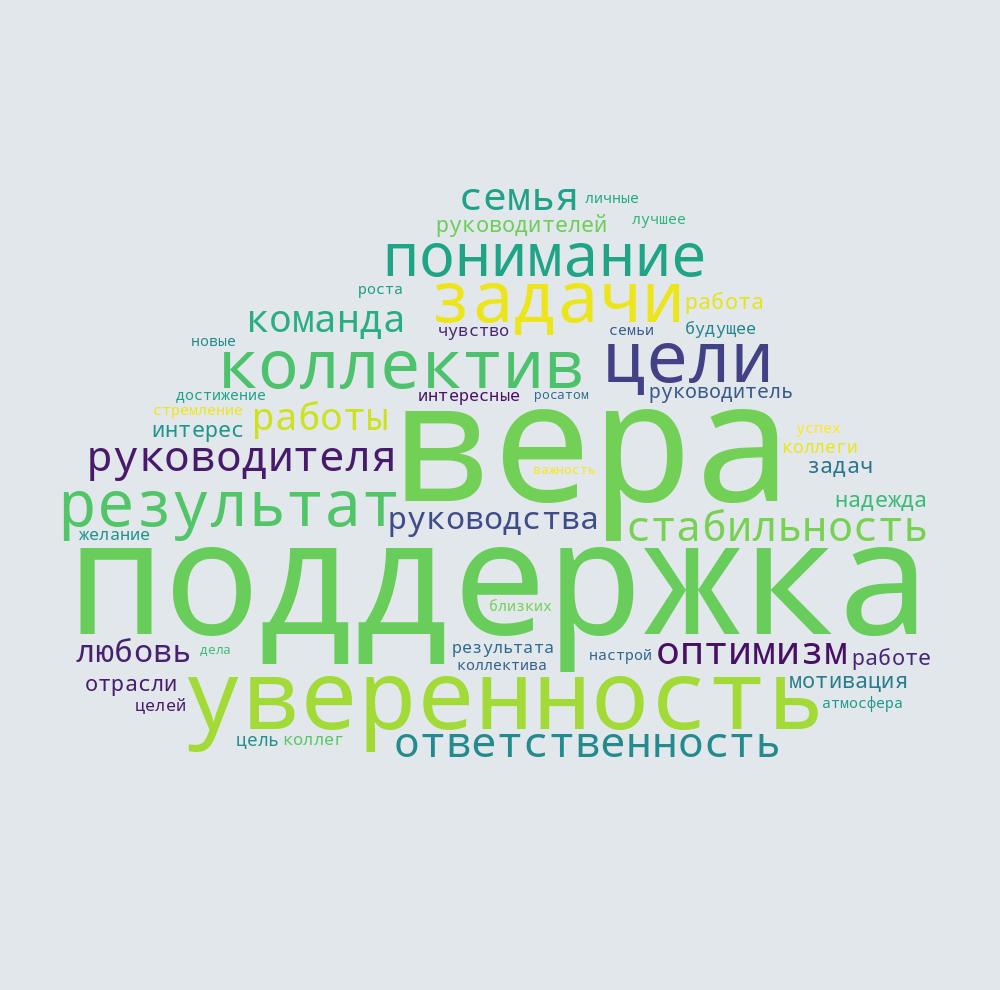 семья личные
руководителей лучшее
понимание
роста задачи работа
команда чувство семьи будущее
новые коллектив цели
достижение интересные росатом руководитель
стремление работы вера
интерес успех
руководителя важность коллеги
задач
результат руководства надежда
стабильность
желание
поддержка
близких
любовь дела результата настрой оптимизм работе
коллектива
отрасли уверенность мотивация
целей атмосфера
цель коллег ответственность